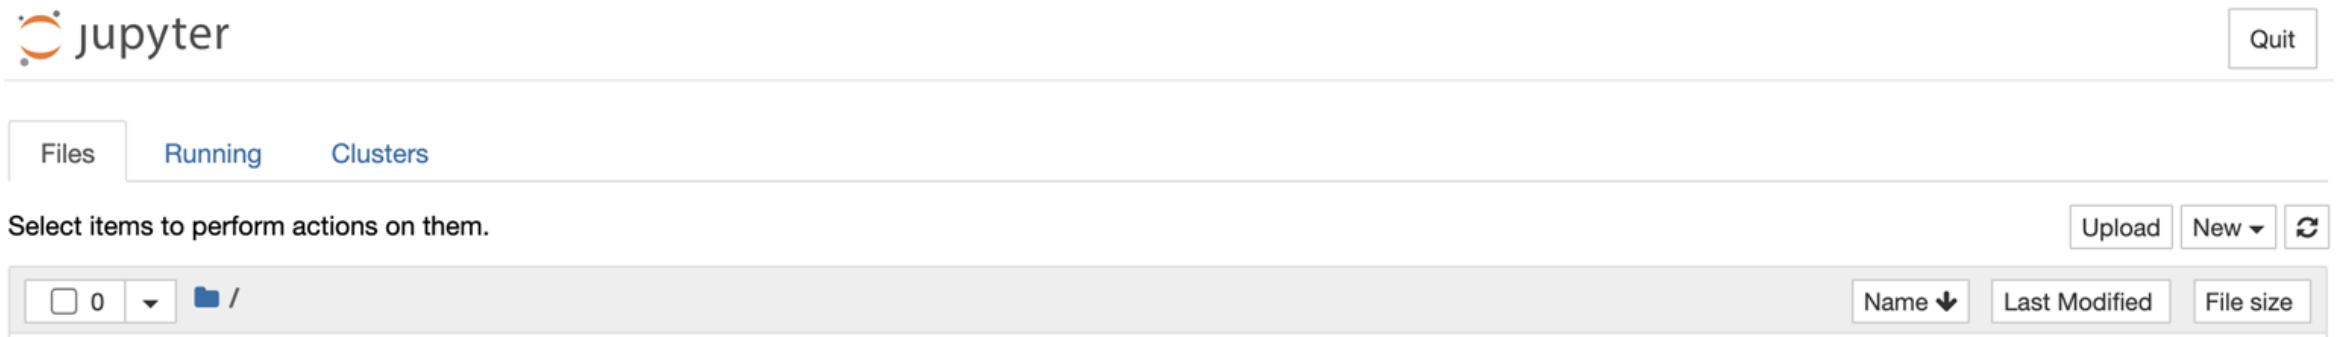 jupyter
Quit
Files Running Clusters
Select items to perform actions on them.
Upload New
0 / Name Last Modified File size